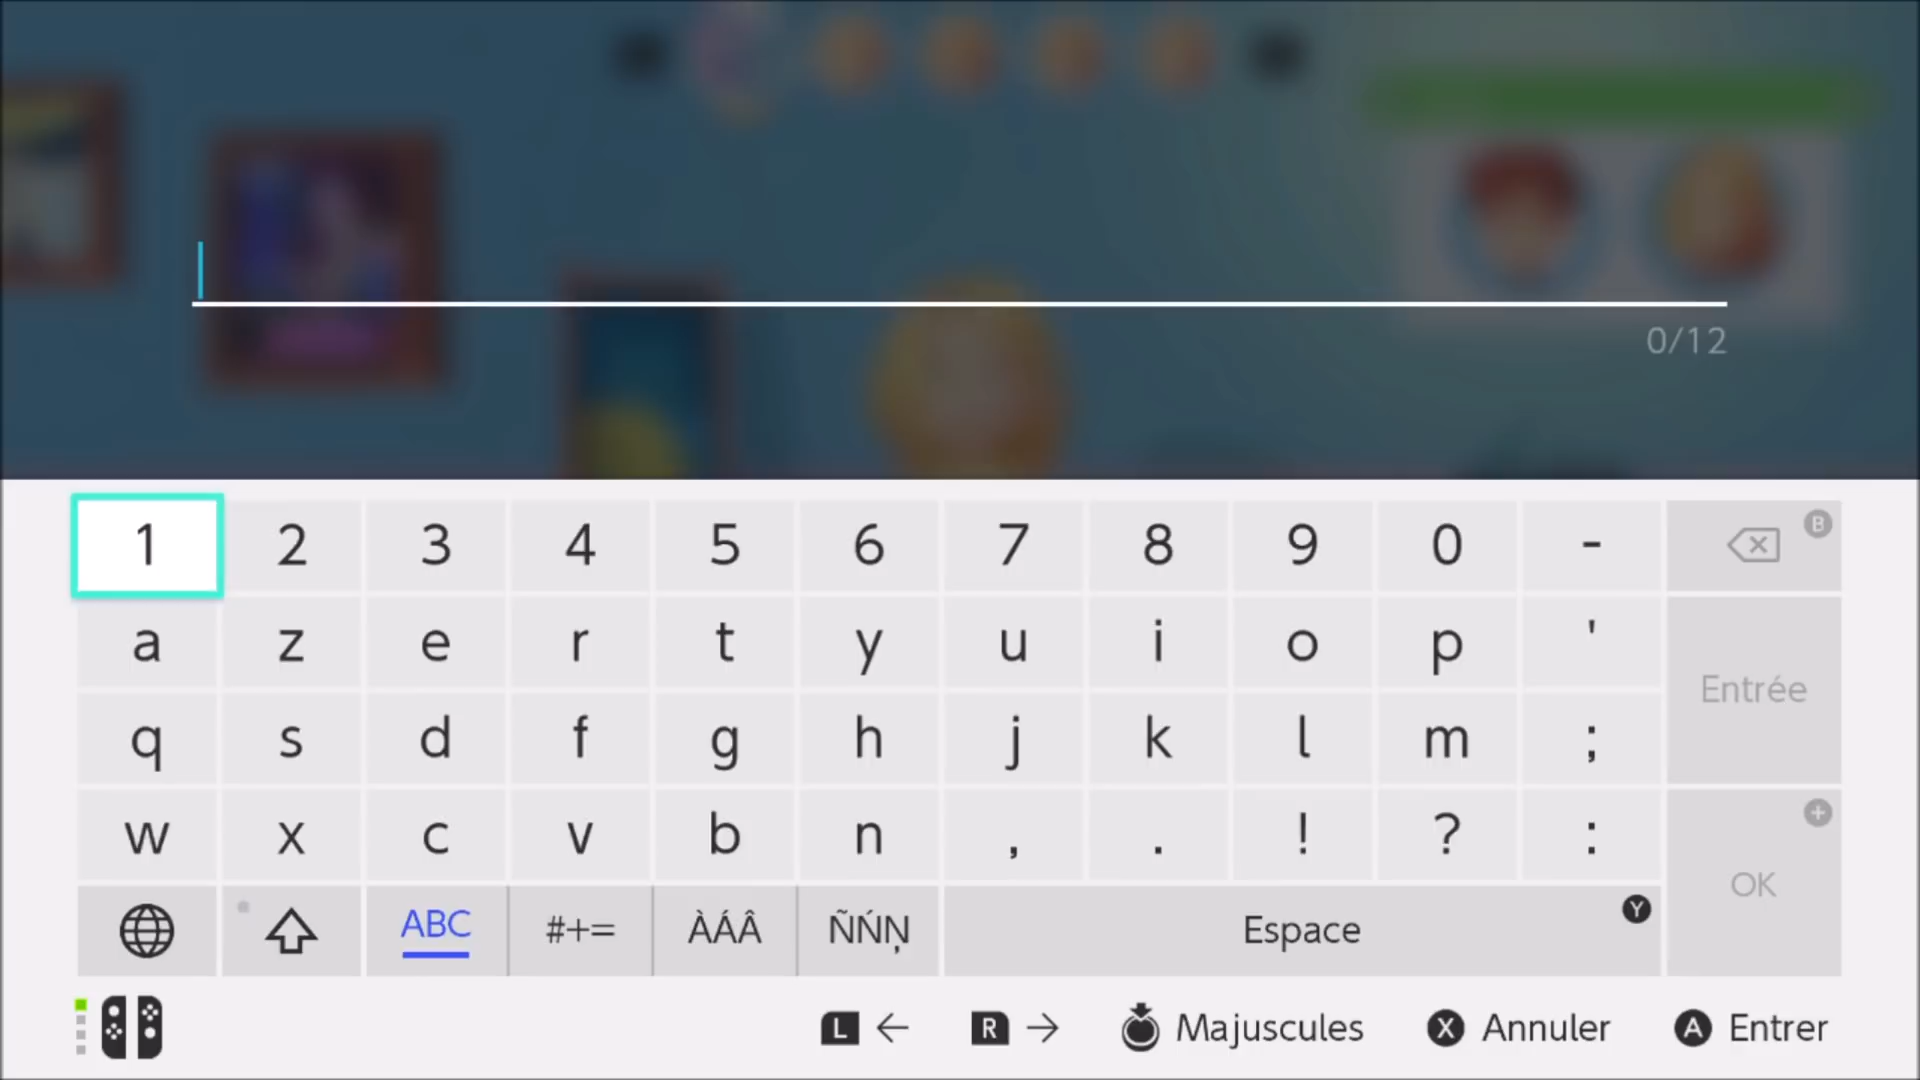 0/12
1 2 3 4 5 6 7 8 9 0 - B
a z e r t y u i o p '
Entrée
q s d f g h j k l m ;
w x c v b n , . ! ? : +
OK
ABC #+= ÀÁÂ ÑŃŅ Espace Y
L ← R → Majuscules X Annuler A Entrer